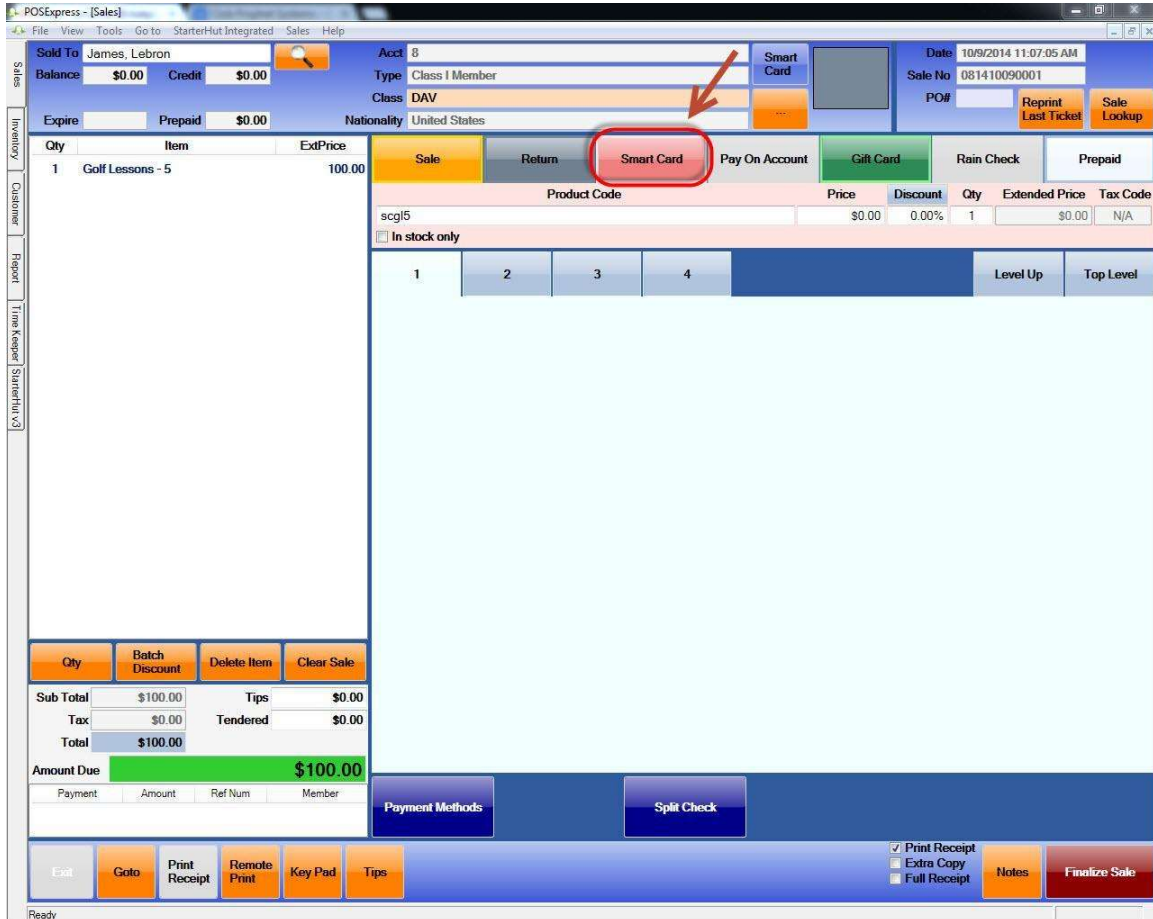 POSExpress - [Sales]
File View Tools Go to StarterHut Integrated Sales Help
Sales
Inventory
Customer
Report
Time Keeper
StarterHut v3
Sold To James, Lebron
Balance $0.00 Credit $0.00
Expire Prepaid $0.00
Acct 8
Type Class I Member
Class DAV
Nationality United States
Smart Card
...
Date 10/9/2014 11:07:05 AM
Sale No 081410090001
PO#
Reprint Last Ticket
Sale Lookup
Qty Item ExtPrice
1 Golf Lessons - 5 100.00
Sale Return Smart Card Pay On Account Gift Card Rain Check Prepaid
Product Code Price Discount Qty Extended Price Tax Code
scgl5 $0.00 0.00% 1 $0.00 N/A
In stock only
1 2 3 4 Level Up Top Level
Qty Batch Discount Delete Item Clear Sale
Sub Total $100.00 Tips $0.00
Tax $0.00 Tendered $0.00
Total $100.00
Amount Due $100.00
Payment Amount Ref Num Member
Payment Methods Split Check
Exit Goto Print Receipt Remote Print Key Pad Tips
Print Receipt
Extra Copy
Full Receipt
Notes Finalize Sale
Ready